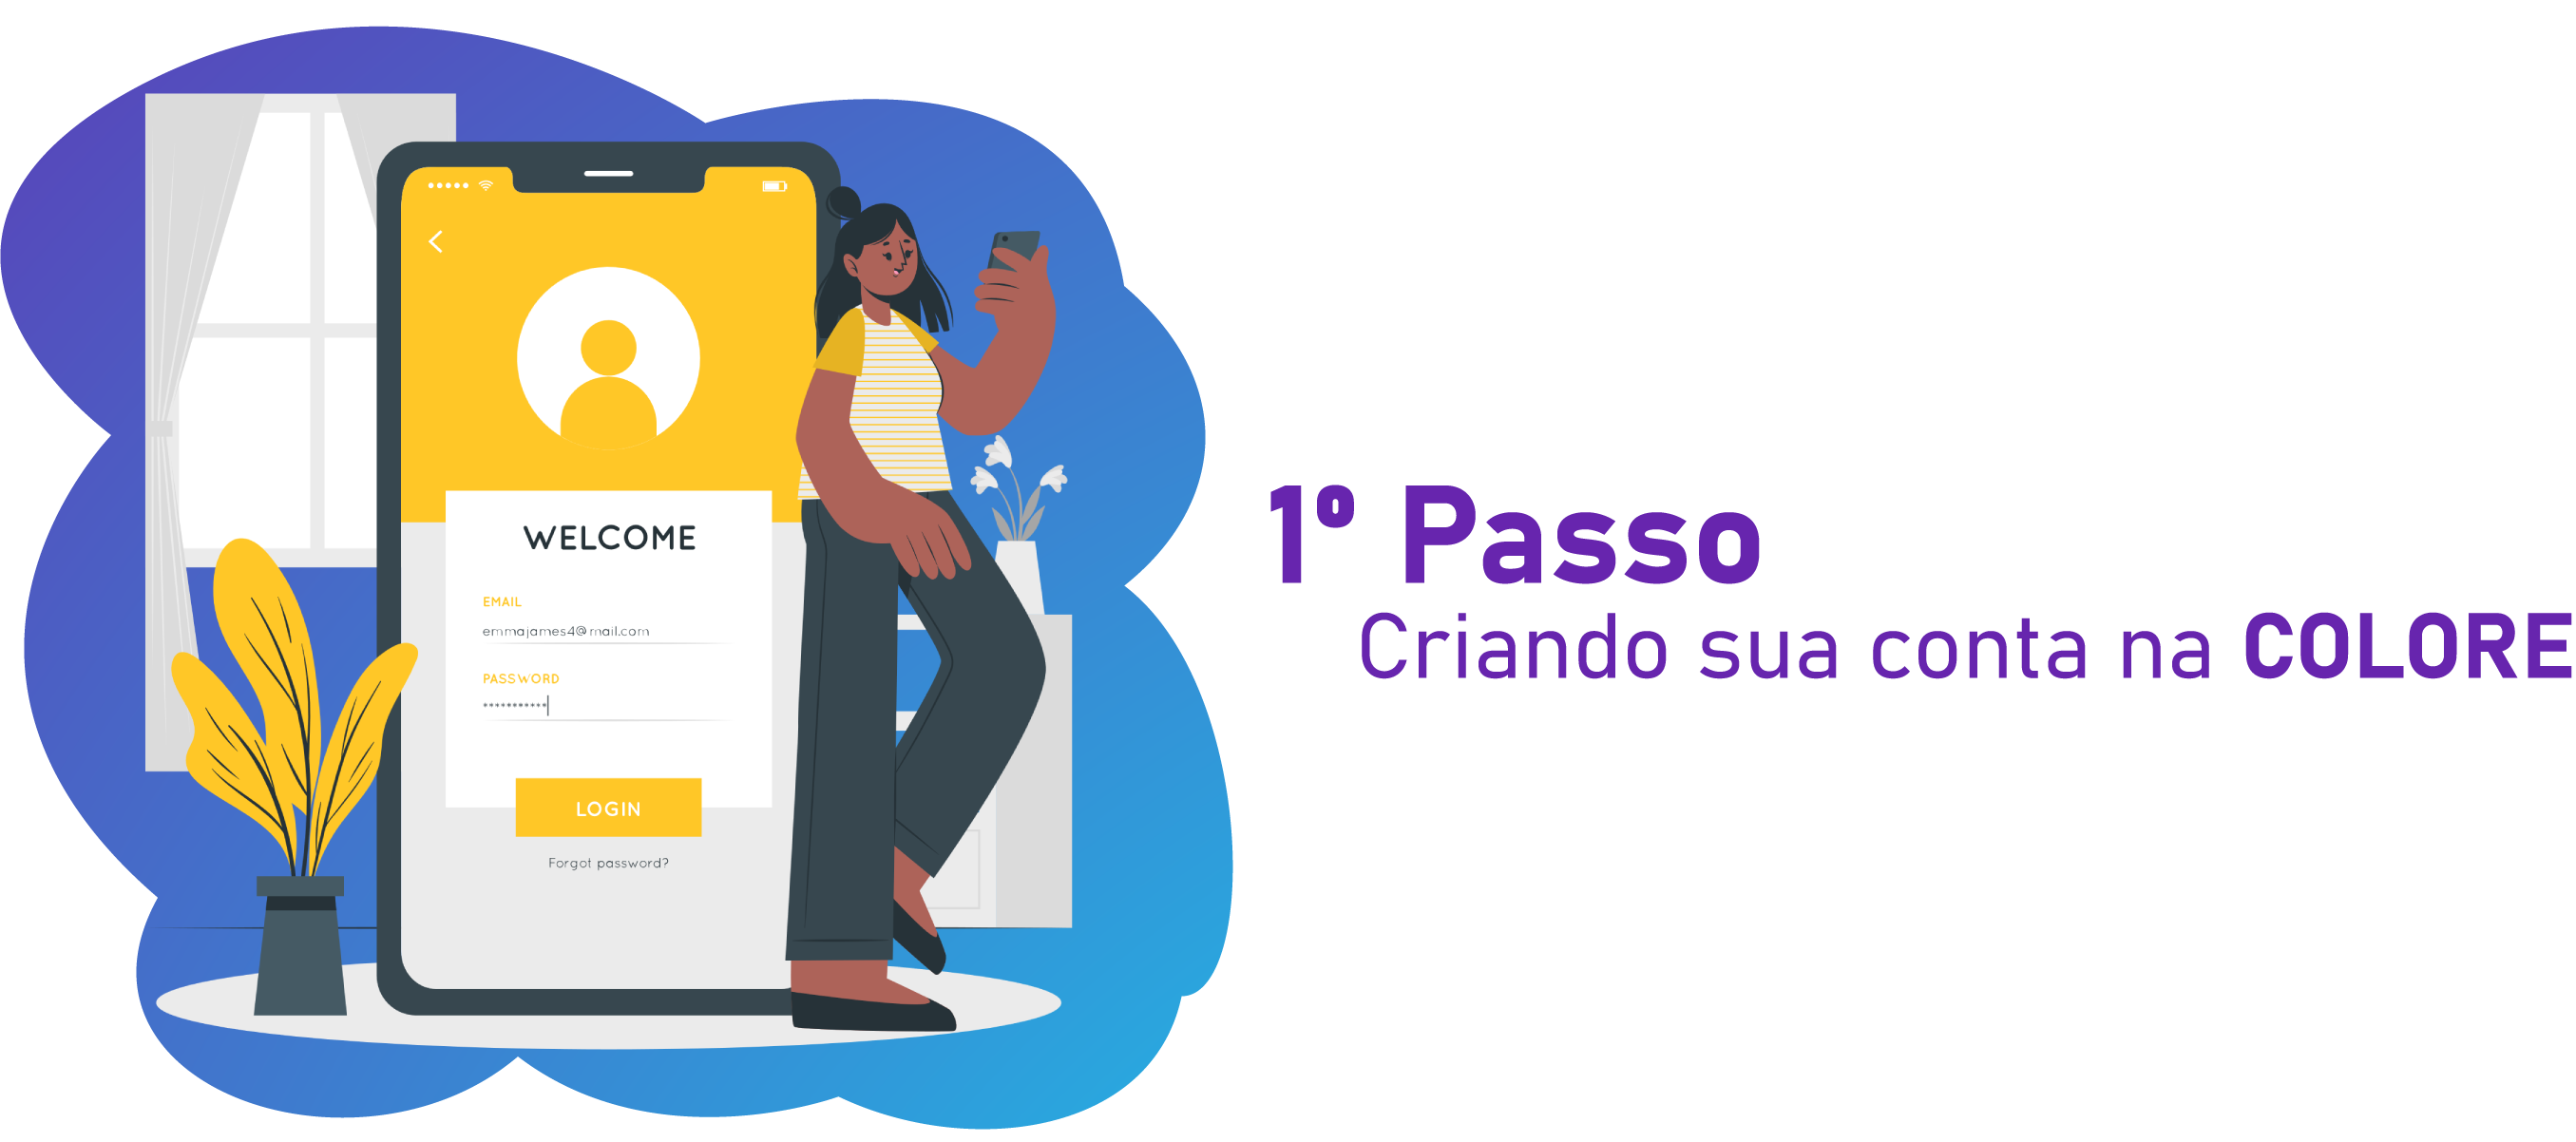 WELCOME
EMAIL
emmajames4@mail.com
PASSWORD
***********
LOGIN
Forgot password?
1º Passo
Criando sua conta na COLORE